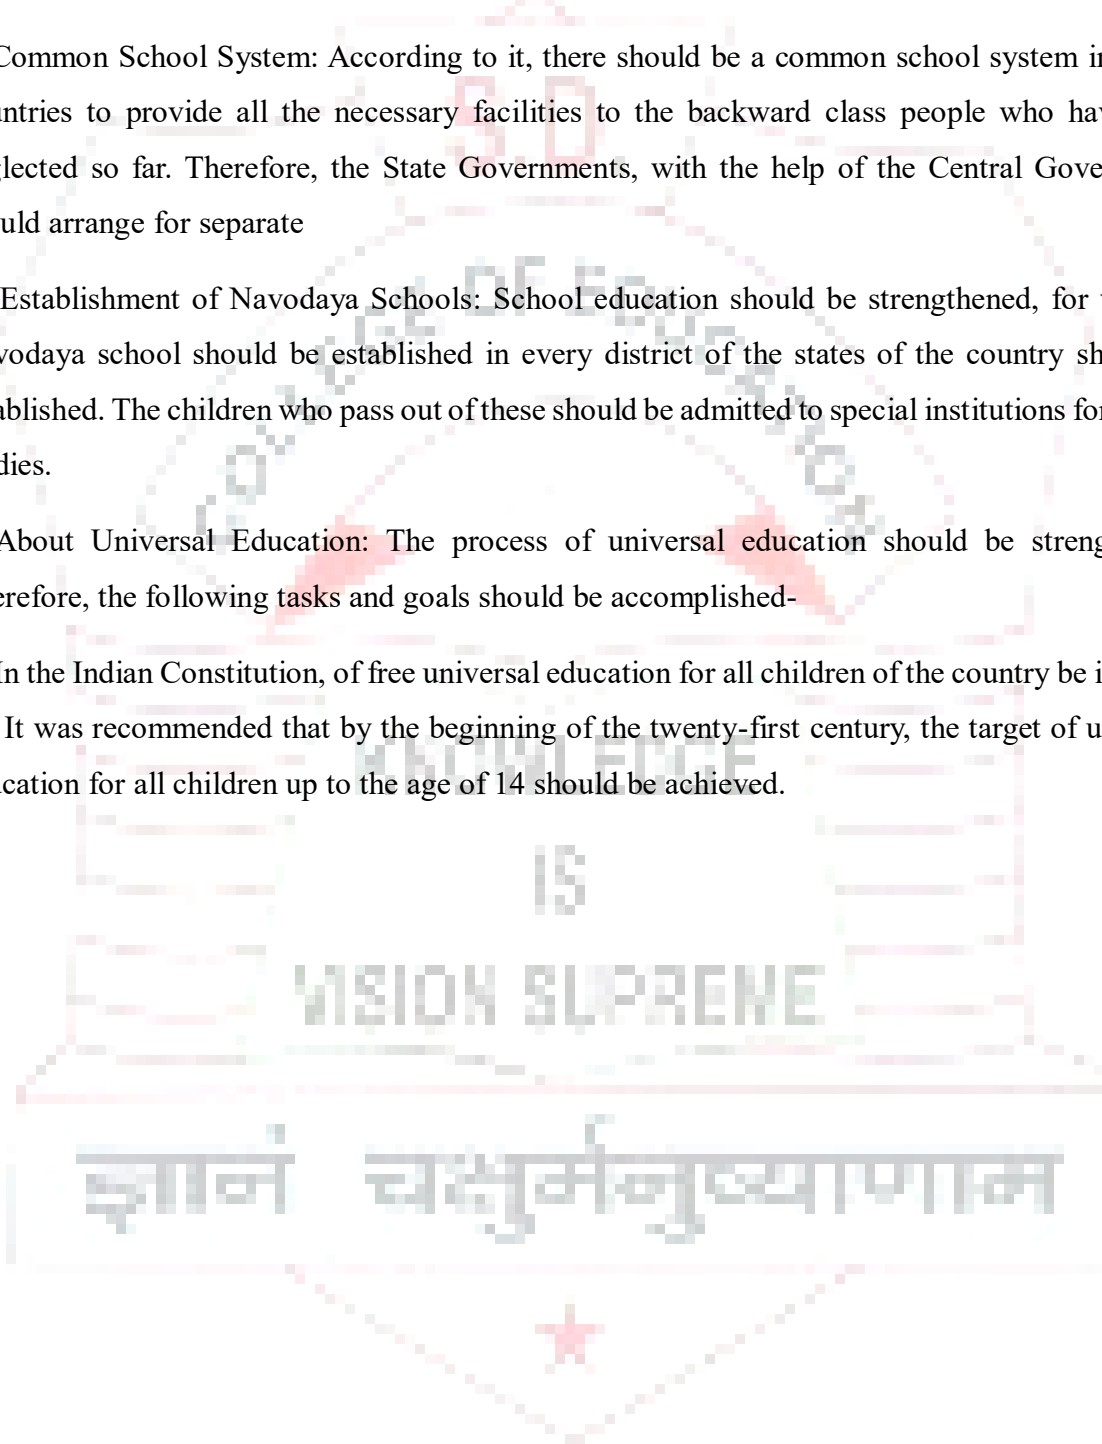 Common School System: According to it, there should be a common school system in
ntries to provide all the necessary facilities to the backward class people who hav
lected so far. Therefore, the State Governments, with the help of the Central Gove
uld arrange for separate
Establishment of Navodaya Schools: School education should be strengthened, for
vodaya school should be established in every district of the states of the country sh
ablished. The children who pass out of these should be admitted to special institutions for
dies.
About Universal Education: The process of universal education should be streng
erefore, the following tasks and goals should be accomplished-
In the Indian Constitution, of free universal education for all children of the country be i
It was recommended that by the beginning of the twenty-first century, the target of u
cation for all children up to the age of 14 should be achieved.
S.D.
COLLEGE OF EDUCATION
KNOWLEDGE
IS
VISION SUPREME
ज्ञानं चक्षुर्मनुष्याणाम